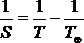 1/S = 1/T − 1/T∞